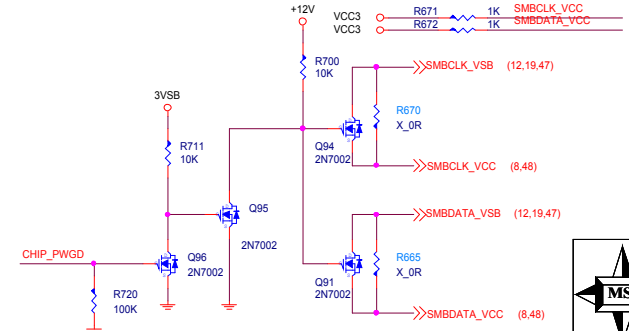 +12V
VCC3 R671 1K SMBCLK_VCC
VCC3 R672 1K SMBDATA_VCC
R700
10K
SMBCLK_VSB (12,19,47)
3VSB
R670
X_0R
R711
10K
Q94
2N7002
SMBCLK_VCC (8,48)
Q95
2N7002
SMBDATA_VSB (12,19,47)
CHIP_PWGD
Q96
2N7002
R665
X_0R
Q91
2N7002
R720
100K
SMBDATA_VCC (8,48)
MS